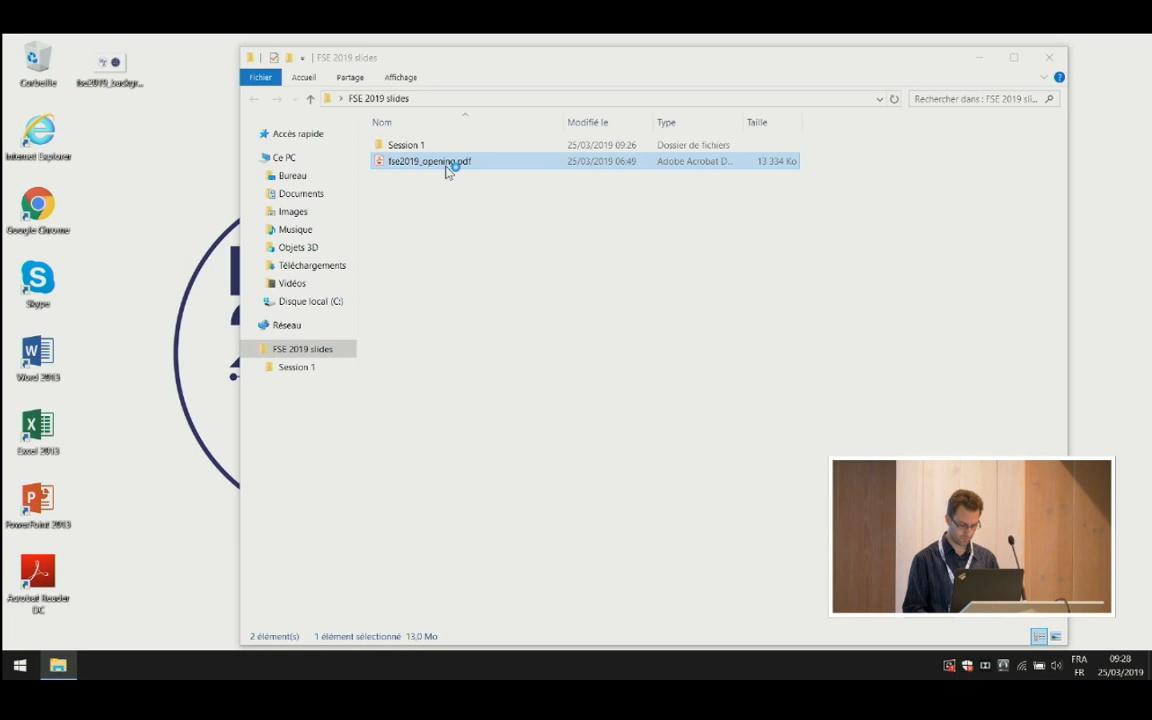 FSE 2019 slides
Fichier Accueil Partage Affichage
FSE 2019 slides
Rechercher dans : FSE 2019 sli...
Nom Modifié le Type Taille
Session 1 25/03/2019 09:26 Dossier de fichiers
fse2019_opening.pdf 25/03/2019 06:49 Adobe Acrobat D... 13 334 Ko
Accès rapide
Ce PC
Bureau
Documents
Images
Musique
Objets 3D
Téléchargements
Vidéos
Disque local (C:)
Réseau
FSE 2019 slides
Session 1
2 élément(s) 1 élément sélectionné 13,0 Mo
Corbeille
fse2019_backgr...
Internet Explorer
Google Chrome
Skype
Word 2013
Excel 2013
PowerPoint 2013
Acrobat Reader
DC
FRA
FR
09:28
25/03/2019